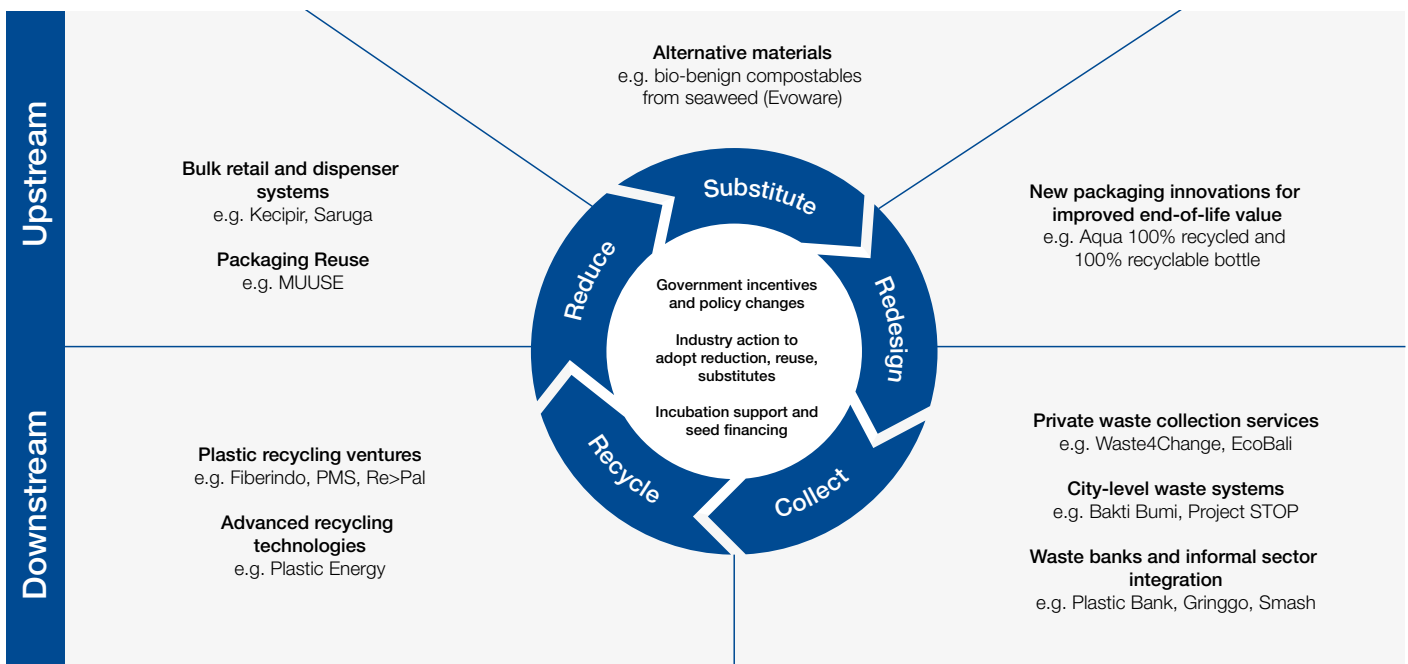 Upstream
Alternative materials
e.g. bio-benign compostables
from seaweed (Evoware)
Bulk retail and dispenser
systems
e.g. Kecipir, Saruga
Packaging Reuse
e.g. MUUSE
New packaging innovations for
improved end-of-life value
e.g. Aqua 100% recycled and
100% recyclable bottle
Substitute
Reduce
Redesign
Government incentives
and policy changes
Industry action to
adopt reduction, reuse,
substitutes
Incubation support and
seed financing
Recycle
Collect
Downstream
Plastic recycling ventures
e.g. Fiberindo, PMS, Re>Pal
Advanced recycling
technologies
e.g. Plastic Energy
Private waste collection services
e.g. Waste4Change, EcoBali
City-level waste systems
e.g. Bakti Bumi, Project STOP
Waste banks and informal sector
integration
e.g. Plastic Bank, Gringgo, Smash